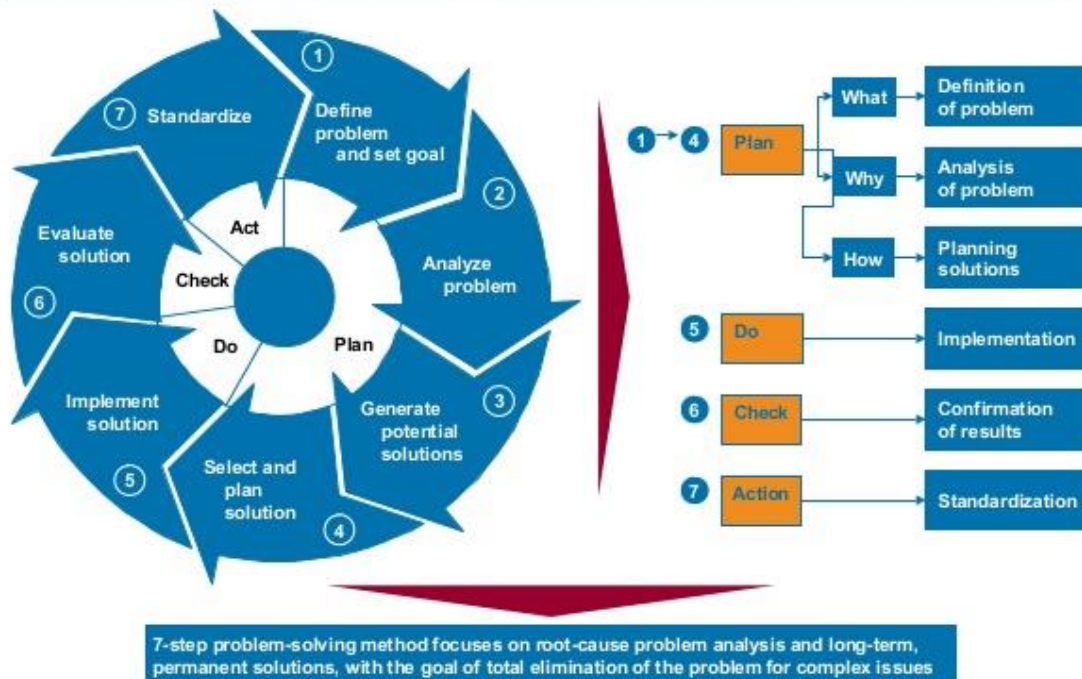 1
Define
problem
and set goal
2
Analyze
problem
3
Generate
potential
solutions
4
Select and
plan
solution
5
Implement
solution
6
Evaluate
solution
7
Standardize
Act
Check
Do
Plan
1 4
Plan
What
Definition
of problem
Why
Analysis
of problem
How
Planning
solutions
5
Do
Implementation
6
Check
Confirmation
of results
7
Action
Standardization
7-step problem-solving method focuses on root-cause problem analysis and long-term,
permanent solutions, with the goal of total elimination of the problem for complex issues